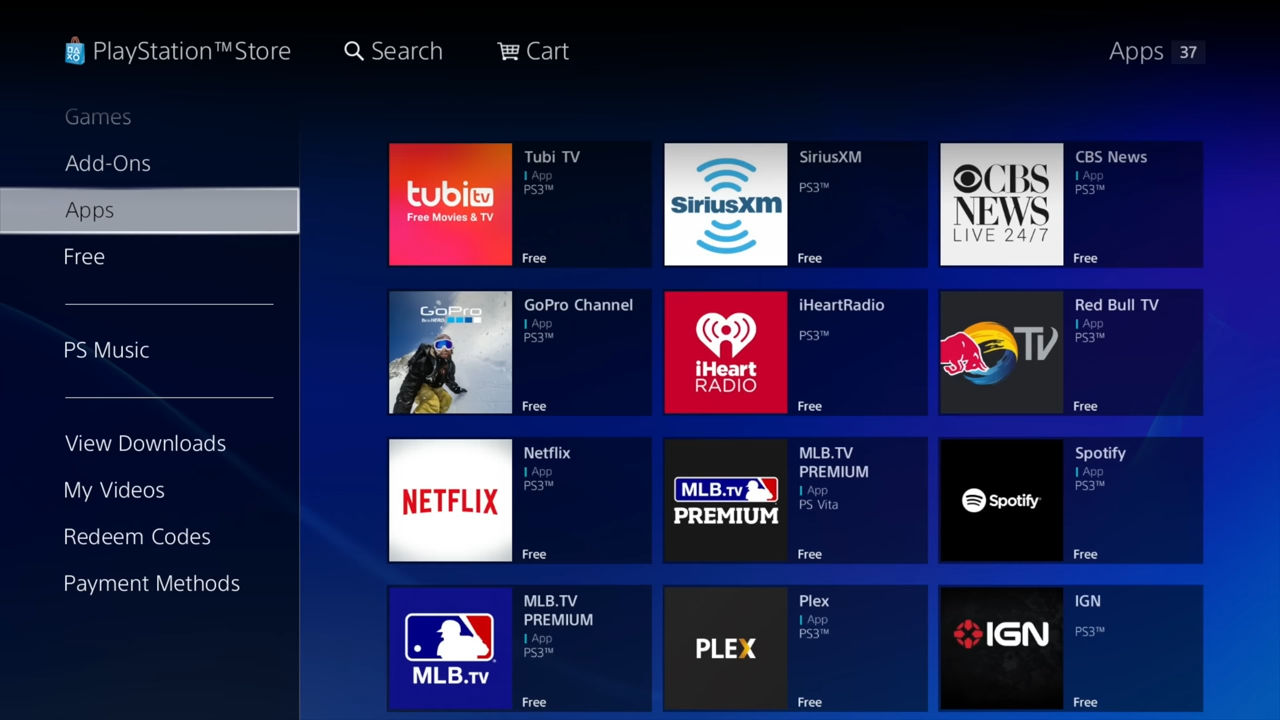 PlayStation™Store
Search
Cart
Apps 37
Games
Add-Ons
Apps
Free
PS Music
View Downloads
My Videos
Redeem Codes
Payment Methods
tubi tv
Free Movies & TV
Tubi TV
App
PS3™
Free
SiriusXM
SiriusXM
PS3™
Free
CBS
NEWS
LIVE 24/7
CBS News
App
PS3™
Free
GoPro
Be a HERO.
GoPro Channel
App
PS3™
Free
iHeart
RADIO
iHeartRadio
PS3™
Free
TV
Red Bull TV
App
PS3™
Free
NETFLIX
Netflix
App
PS3™
Free
MLB.TV
PREMIUM
MLB.TV
PREMIUM
App
PS Vita
Free
Spotify
Spotify
App
PS3™
Free
MLB.TV
MLB.TV
PREMIUM
App
PS3™
Free
PLEX
Plex
App
PS3™
Free
IGN
IGN
PS3™
Free